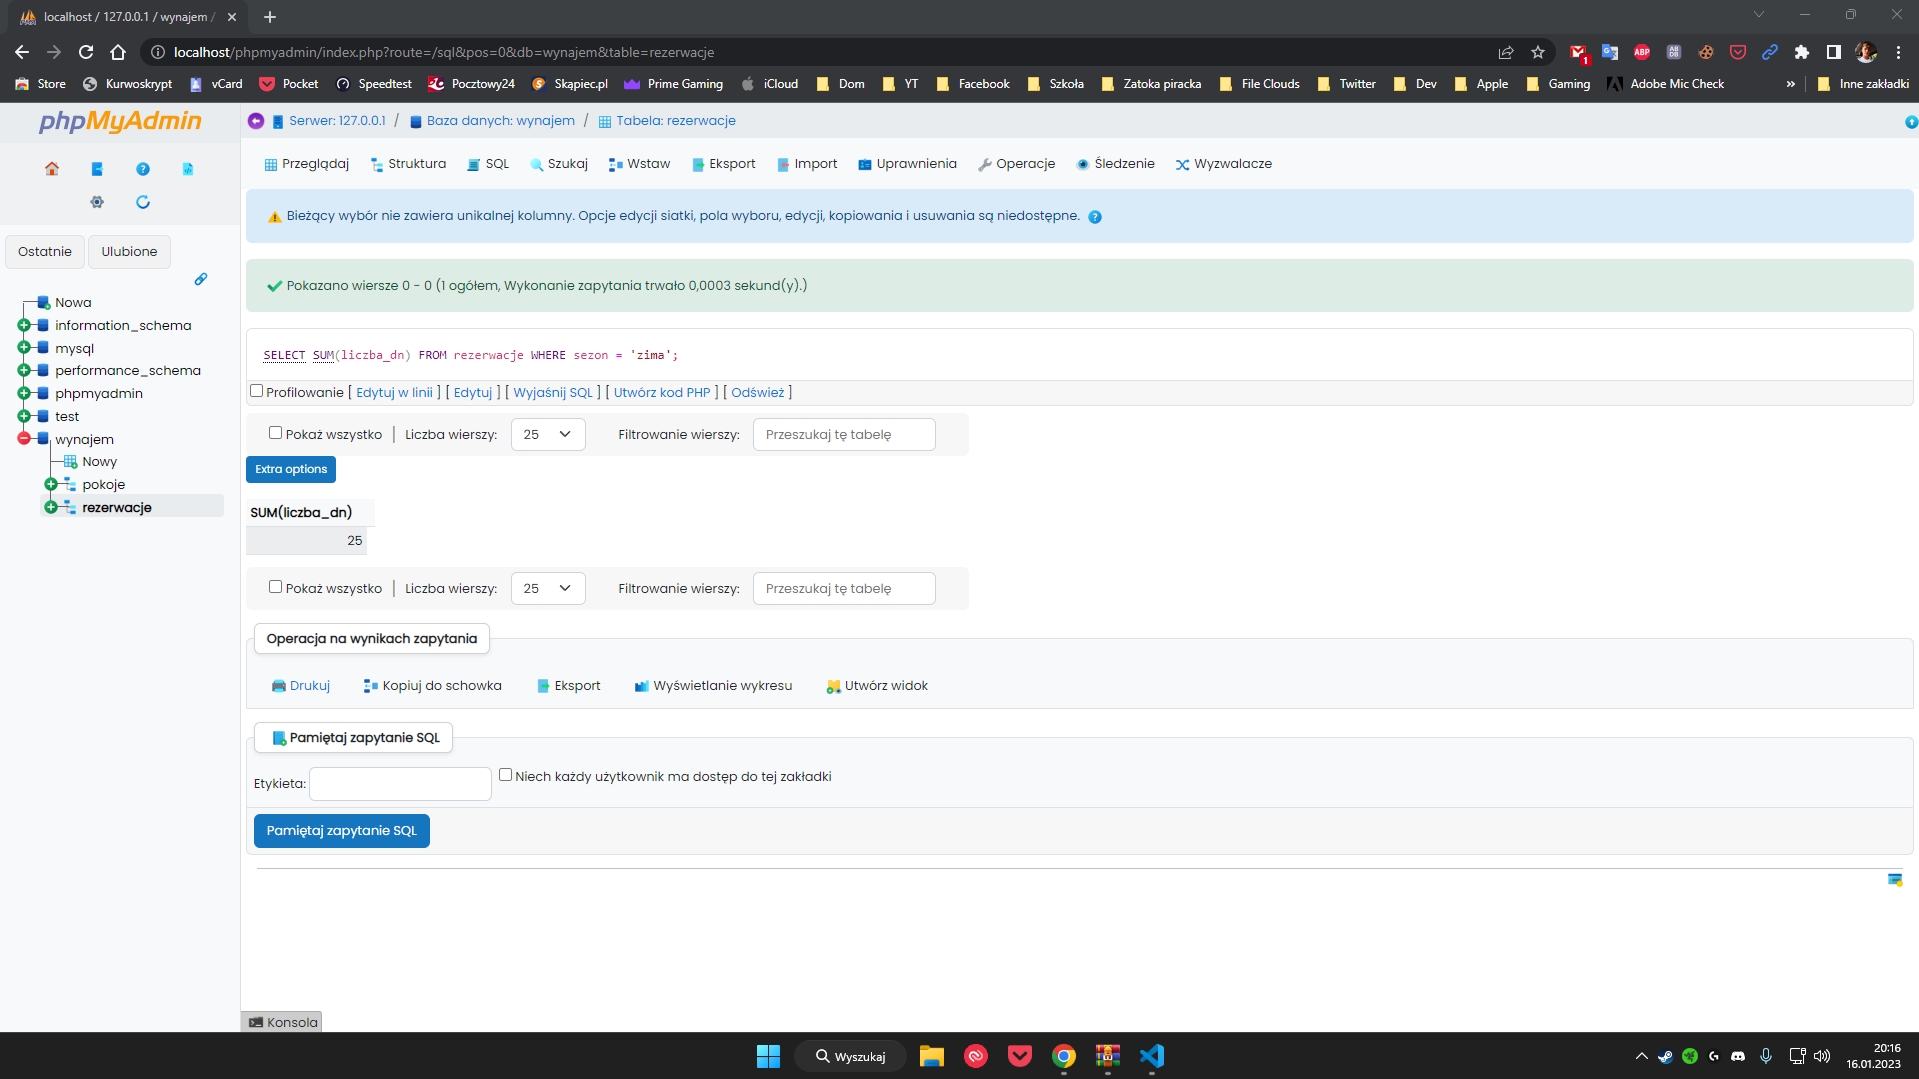 localhost / 127.0.0.1 / wynajem /
localhost/phpmyadmin/index.php?route=/sql&pos=0&db=wynajem&table=rezerwacje
1
ABP
Store Kurwoskrypt vCard Pocket Speedtest Pocztowy24 Skąpiec.pl Prime Gaming iCloud Dom YT Facebook Szkoła Zatoka piracka File Clouds Twitter Dev Apple Gaming Adobe Mic Check » Inne zakładki
phpMyAdmin
Serwer: 127.0.0.1 / Baza danych: wynajem / Tabela: rezerwacje
Przeglądaj Struktura SQL Szukaj Wstaw Eksport Import Uprawnienia Operacje Śledzenie Wyzwalacze
Ostatnie Ulubione
Nowa
information_schema
mysql
performance_schema
phpmyadmin
test
wynajem
Nowy
pokoje
rezerwacje
Bieżący wybór nie zawiera unikalnej kolumny. Opcje edycji siatki, pola wyboru, edycji, kopiowania i usuwania są niedostępne.
Pokazano wiersze 0 - 0 (1 ogółem, Wykonanie zapytania trwało 0,0003 sekund(y).)
SELECT SUM(liczba_dn) FROM rezerwacje WHERE sezon = 'zima';
Profilowanie [ Edytuj w linii ] [ Edytuj ] [ Wyjaśnij SQL ] [ Utwórz kod PHP ] [ Odśwież ]
Pokaż wszystko | Liczba wierszy: 25 Filtrowanie wierszy: Przeszukaj tę tabelę
Extra options
SUM(liczba_dn)
25
Pokaż wszystko | Liczba wierszy: 25 Filtrowanie wierszy: Przeszukaj tę tabelę
Operacja na wynikach zapytania
Drukuj Kopiuj do schowka Eksport Wyświetlanie wykresu Utwórz widok
Pamiętaj zapytanie SQL
Etykieta: Niech każdy użytkownik ma dostęp do tej zakładki
Pamiętaj zapytanie SQL
Konsola
Wyszukaj
20:16
16.01.2023